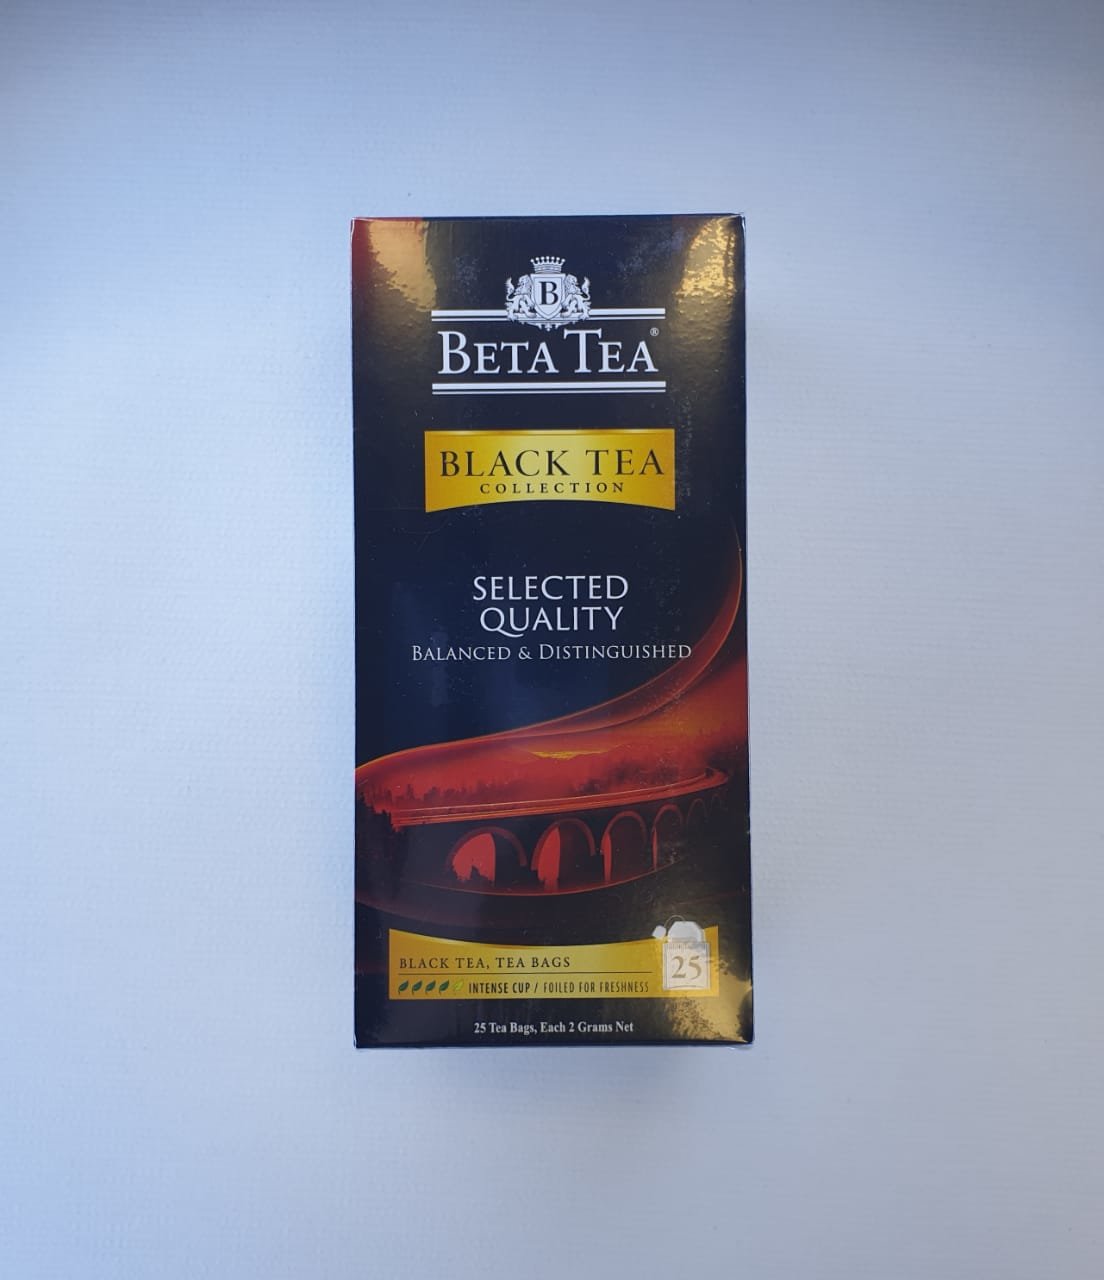 B
BETA TEA®
BLACK TEA
COLLECTION
SELECTED
QUALITY
BALANCED & DISTINGUISHED
BLACK TEA, TEA BAGS
25
INTENSE CUP / FOILED FOR FRESHNESS
25 Tea Bags, Each 2 Grams Net